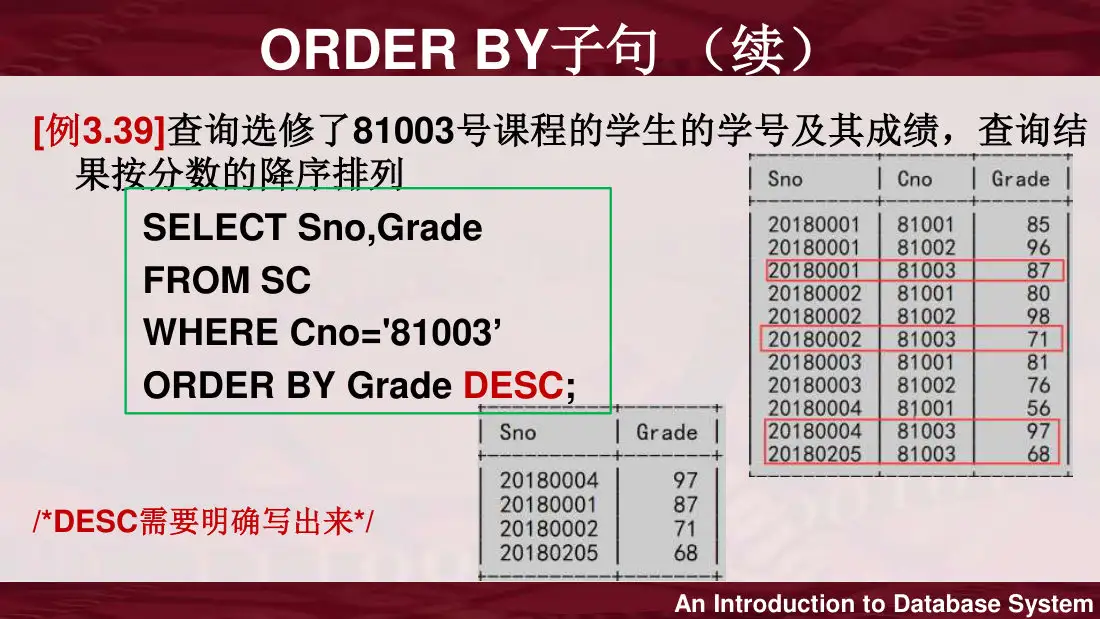 ORDER BY子句 （续）
[例3.39]查询选修了81003号课程的学生的学号及其成绩，查询结
果按分数的降序排列
SELECT Sno,Grade
FROM SC
WHERE Cno='81003’
ORDER BY Grade DESC;
Sno Cno Grade
20180001 81001 85
20180001 81002 96
20180001 81003 87
20180002 81001 80
20180002 81002 98
20180002 81003 71
20180003 81001 81
20180003 81002 76
20180004 81001 56
20180004 81003 97
20180205 81003 68
Sno Grade
20180004 97
20180001 87
20180002 71
20180205 68
/*DESC需要明确写出来*/
An Introduction to Database System